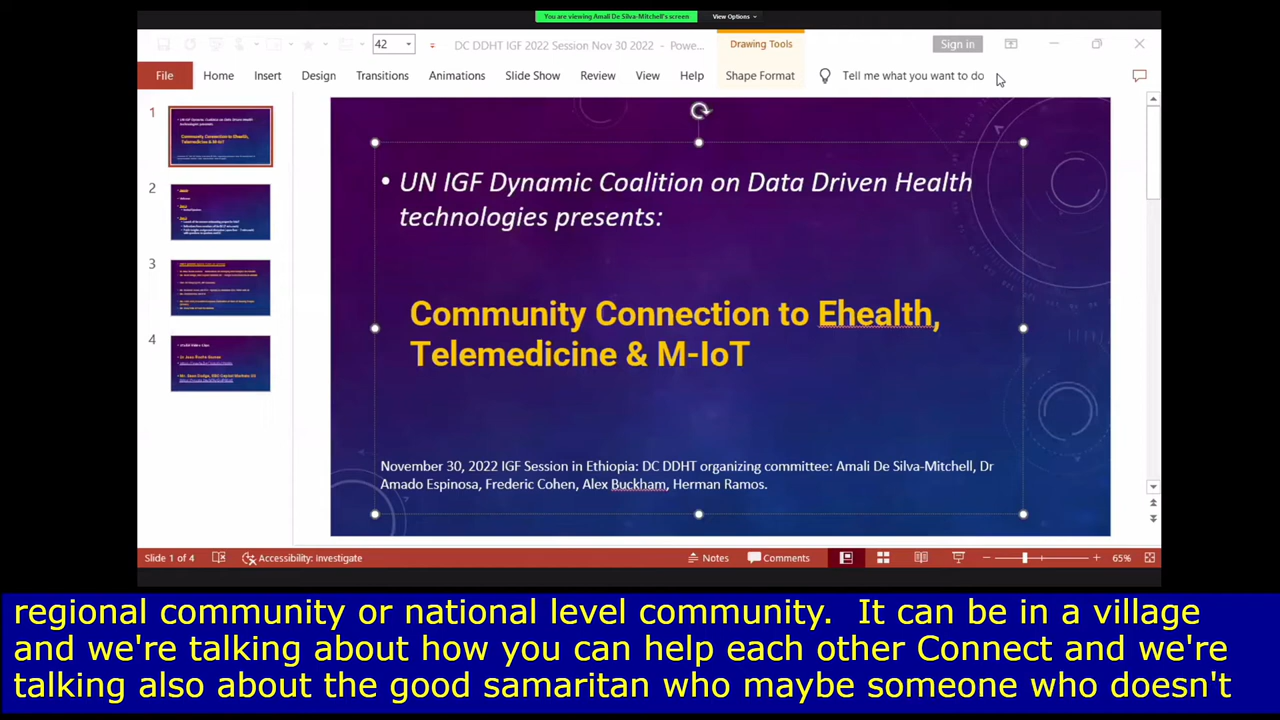 You are viewing Amali De Silva-Mitchell's screen
View Options
42
DC DDHT IGF 2022 Session Nov 30 2022 - Powe...
Drawing Tools
Sign in
File
Home
Insert
Design
Transitions
Animations
Slide Show
Review
View
Help
Shape Format
Tell me what you want to do
1
2
3
4
• UN IGF Dynamic Coalition on Data Driven Health
technologies presents:
Community Connection to Ehealth,
Telemedicine & M-IoT
November 30, 2022 IGF Session in Ethiopia: DC DDHT organizing committee: Amali De Silva-Mitchell, Dr
Amado Espinosa, Frederic Cohen, Alex Buckham, Herman Ramos.
Slide 1 of 4
Accessibility: Investigate
Notes
Comments
65%
regional community or national level community.  It can be in a village
and we're talking about how you can help each other Connect and we're
talking also about the good samaritan who maybe someone who doesn't